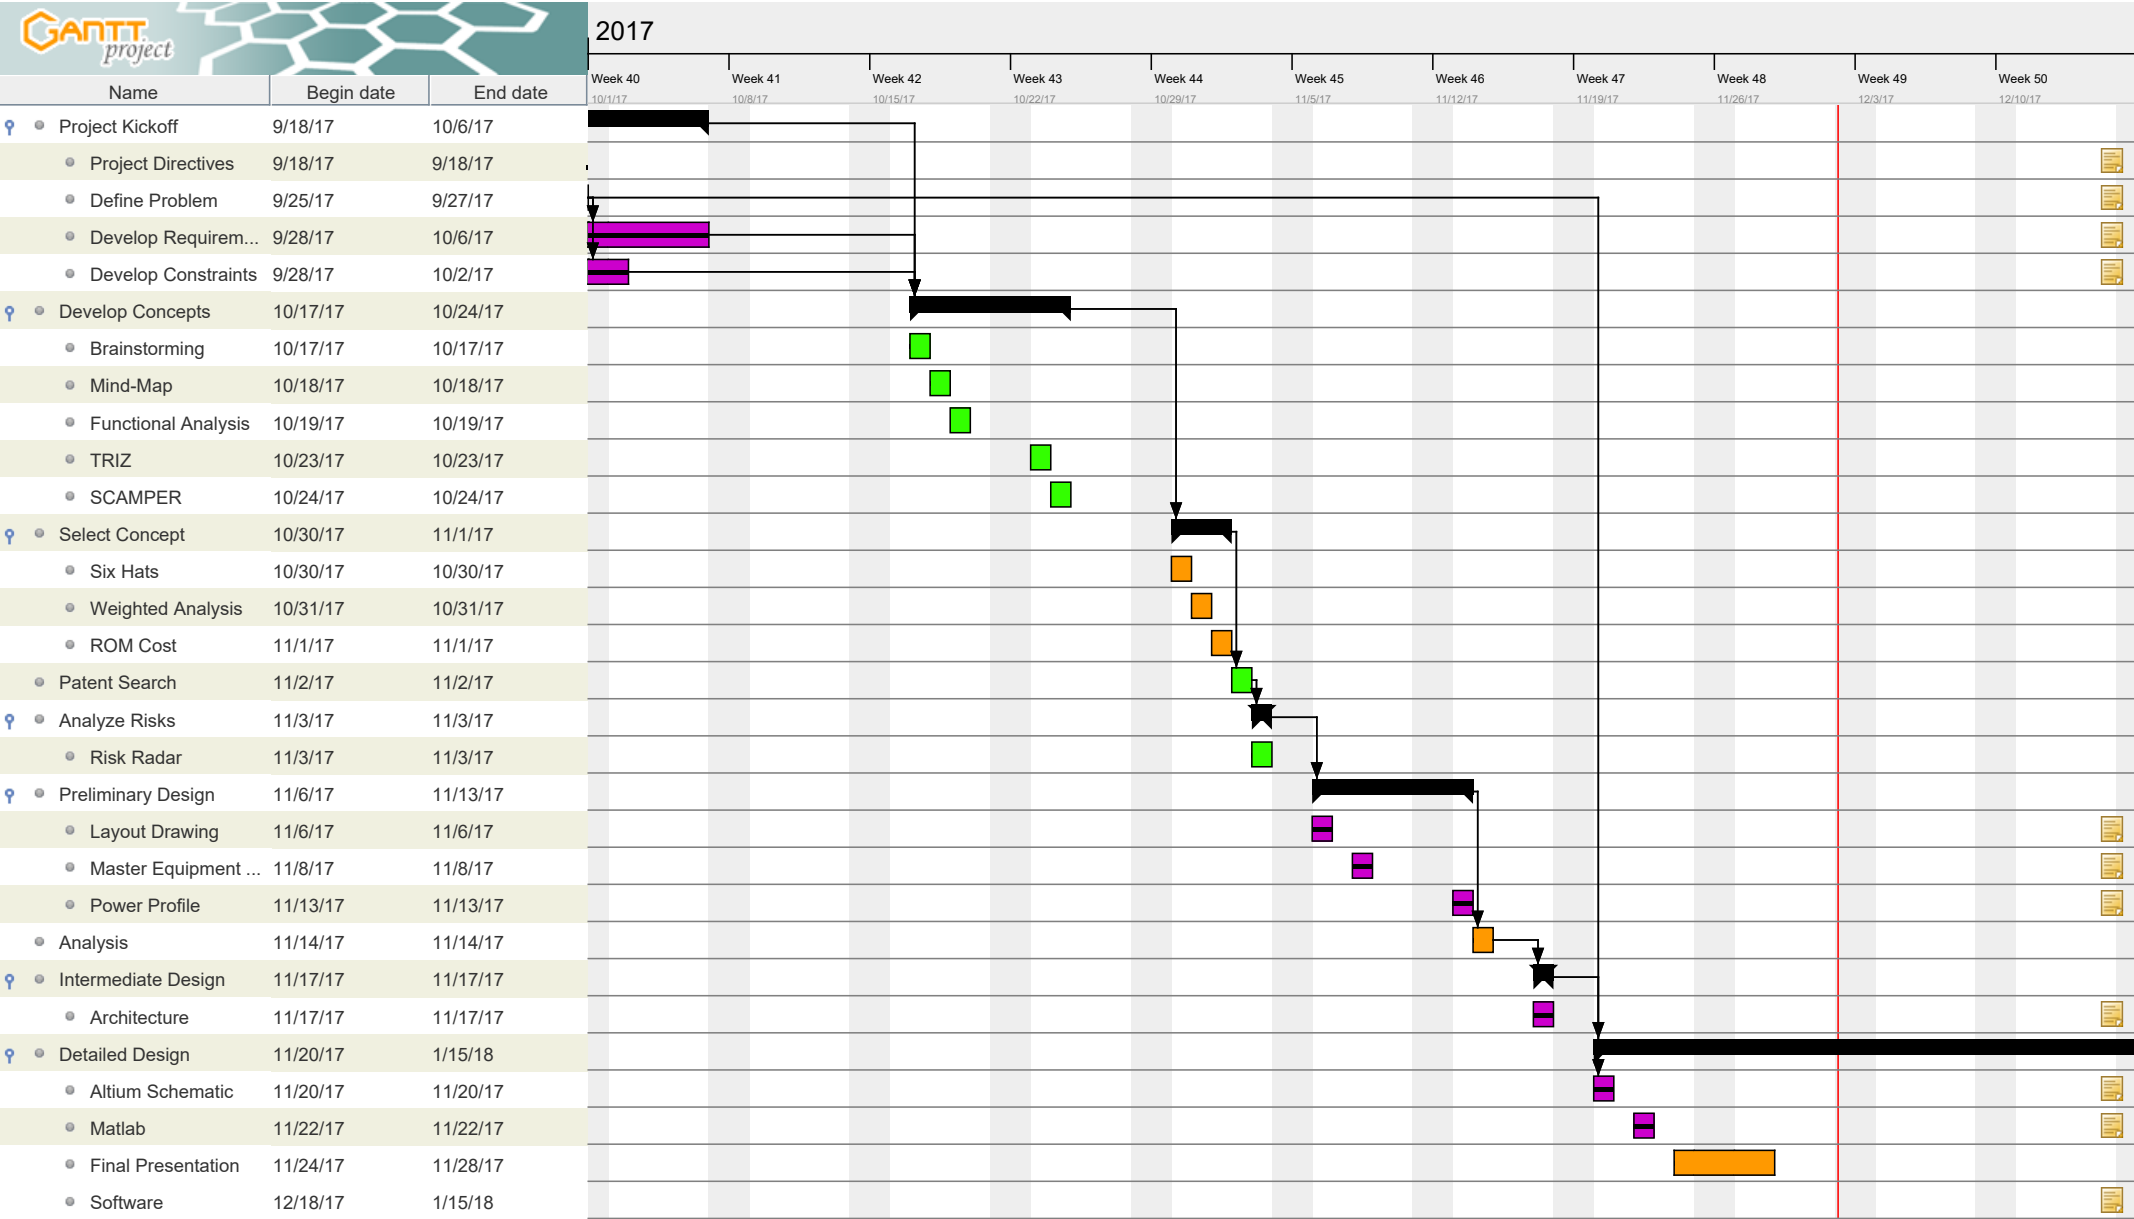 GANTT
project
2017
Week 40 Week 41 Week 42 Week 43 Week 44 Week 45 Week 46 Week 47 Week 48 Week 49 Week 50
Name Begin date End date
10/1/17 10/8/17 10/15/17 10/22/17 10/29/17 11/5/17 11/12/17 11/19/17 11/26/17 12/3/17 12/10/17
Project Kickoff 9/18/17 10/6/17
Project Directives 9/18/17 9/18/17
Define Problem 9/25/17 9/27/17
Develop Requirem... 9/28/17 10/6/17
Develop Constraints 9/28/17 10/2/17
Develop Concepts 10/17/17 10/24/17
Brainstorming 10/17/17 10/17/17
Mind-Map 10/18/17 10/18/17
Functional Analysis 10/19/17 10/19/17
TRIZ 10/23/17 10/23/17
SCAMPER 10/24/17 10/24/17
Select Concept 10/30/17 11/1/17
Six Hats 10/30/17 10/30/17
Weighted Analysis 10/31/17 10/31/17
ROM Cost 11/1/17 11/1/17
Patent Search 11/2/17 11/2/17
Analyze Risks 11/3/17 11/3/17
Risk Radar 11/3/17 11/3/17
Preliminary Design 11/6/17 11/13/17
Layout Drawing 11/6/17 11/6/17
Master Equipment ... 11/8/17 11/8/17
Power Profile 11/13/17 11/13/17
Analysis 11/14/17 11/14/17
Intermediate Design 11/17/17 11/17/17
Architecture 11/17/17 11/17/17
Detailed Design 11/20/17 1/15/18
Altium Schematic 11/20/17 11/20/17
Matlab 11/22/17 11/22/17
Final Presentation 11/24/17 11/28/17
Software 12/18/17 1/15/18